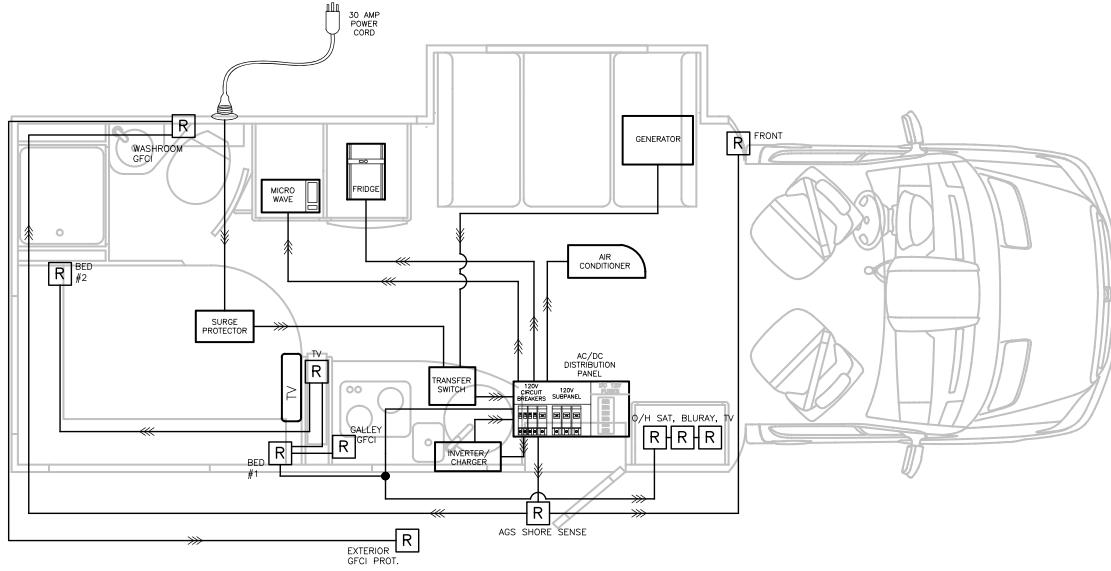 30 AMP
POWER
CORD
R
WASHROOM
GFCI
GENERATOR
R
FRONT
MICRO
WAVE
FRIDGE
AIR
CONDITIONER
R
BED
#2
SURGE
PROTECTOR
TV
R
TV
TRANSFER
SWITCH
AC/DC
DISTRIBUTION
PANEL
120V
CIRCUIT
BREAKERS
120V
SUBPANEL
O/H SAT, BLURAY, TV
R
R
R
GALLEY
GFCI
R
R
BED
#1
INVERTER/
CHARGER
R
AGS SHORE SENSE
R
EXTERIOR
GFCI PROT.